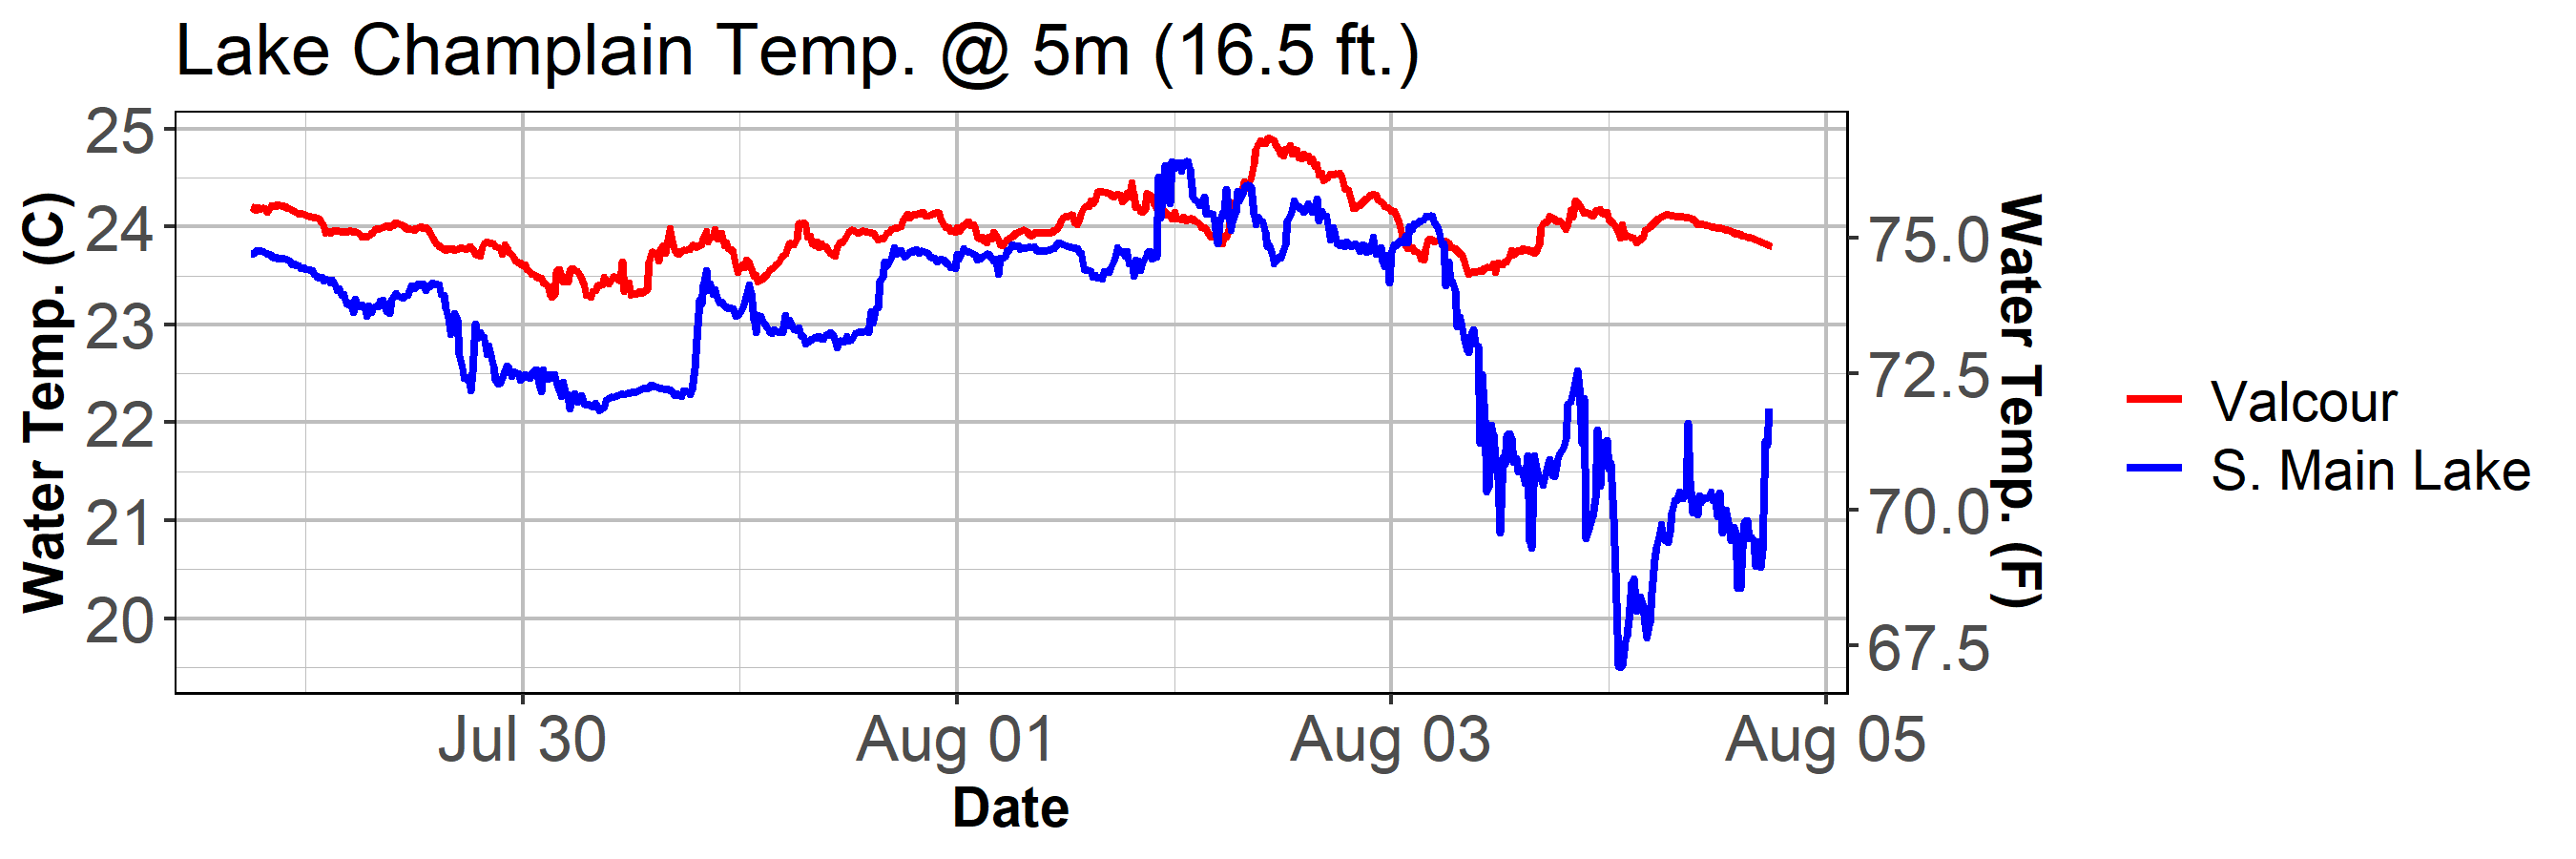 Lake Champlain Temp. @ 5m (16.5 ft.)
Water Temp. (C)
25
24
23
22
21
20
75.0
72.5
70.0
67.5
Water Temp. (F)
Valcour
S. Main Lake
Jul 30
Aug 01
Aug 03
Aug 05
Date